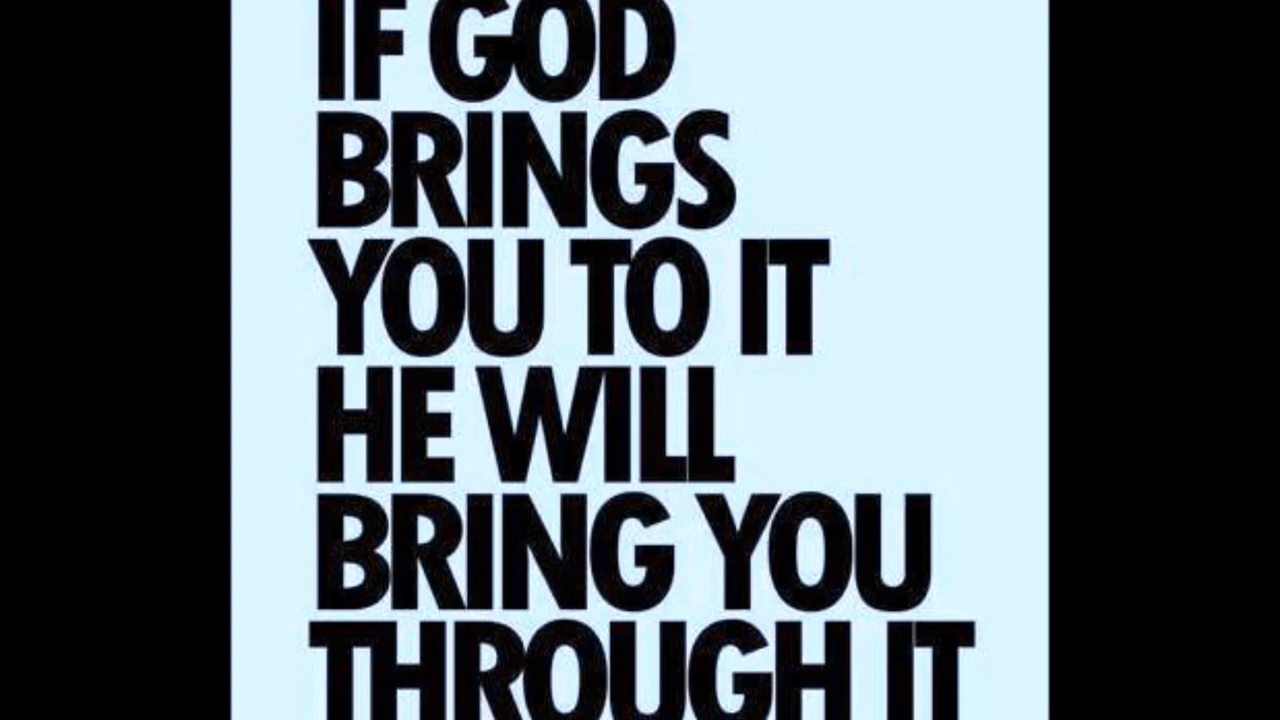 IF GOD
BRINGS
YOU TO IT
HE WILL
BRING YOU
THROUGH IT